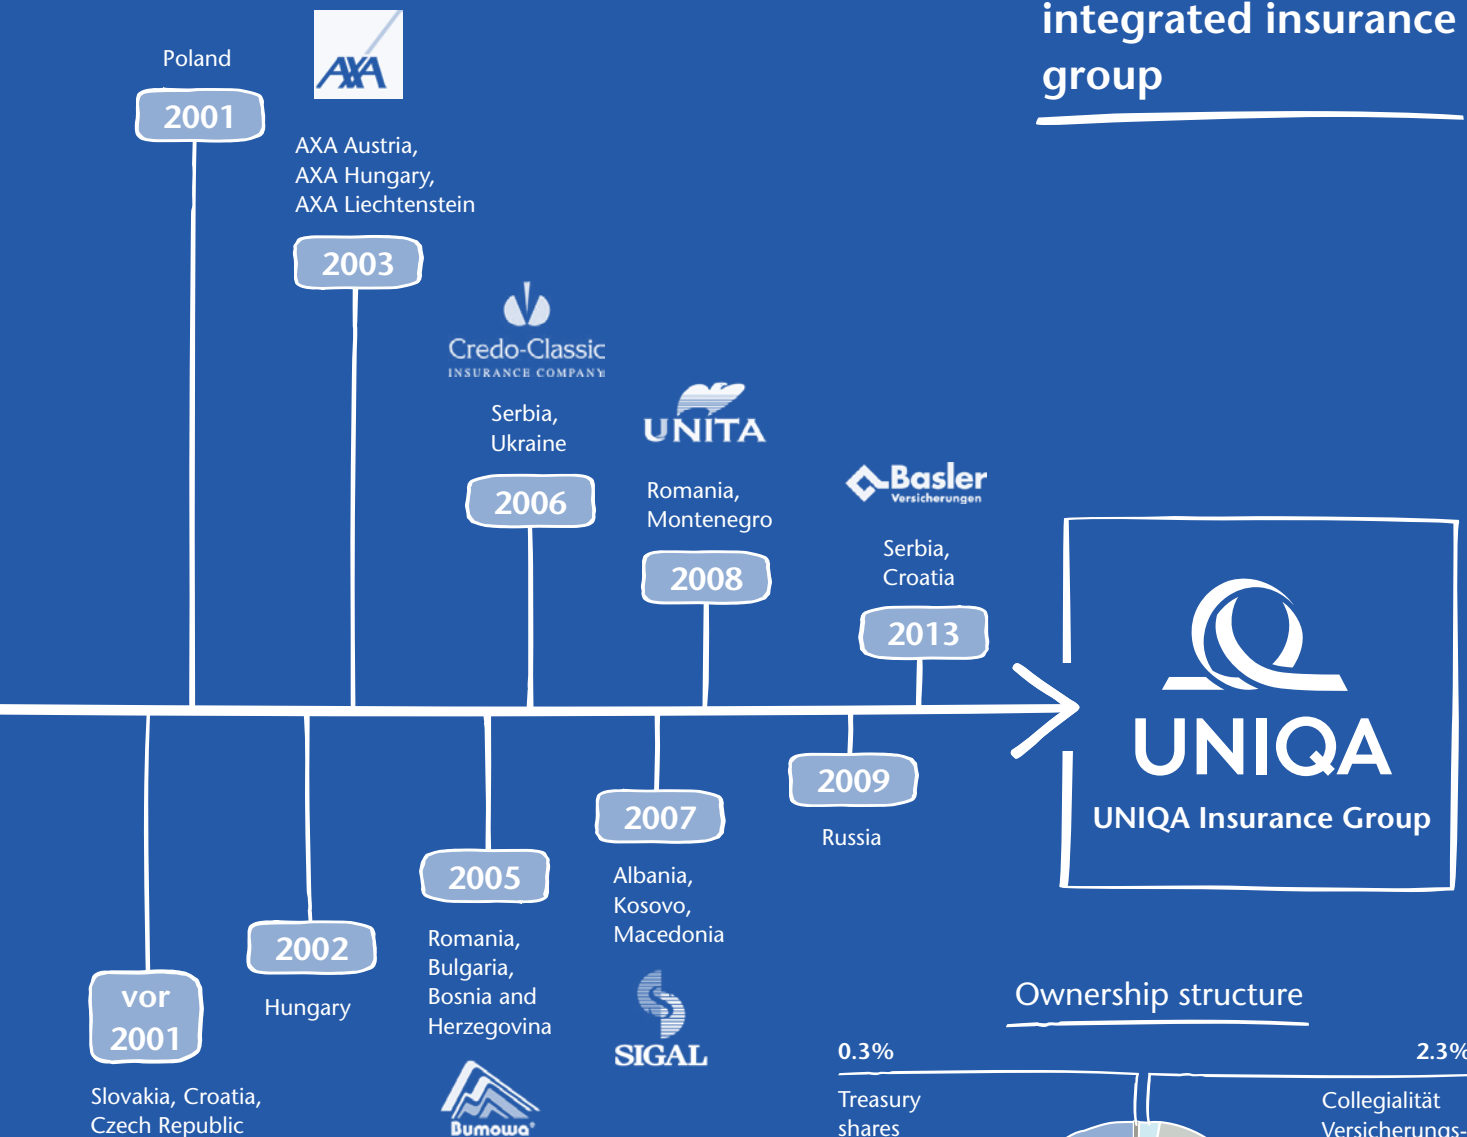 integrated insurance
group
Poland
2001
AXA
AXA Austria,
AXA Hungary,
AXA Liechtenstein
2003
Credo-Classic
INSURANCE COMPANY
Serbia,
Ukraine
2006
UNITA
Romania,
Montenegro
2008
Basler
Versicherungen
Serbia,
Croatia
2013
UNIQA
UNIQA Insurance Group
vor
2001
Slovakia, Croatia,
Czech Republic
2002
Hungary
2005
Romania,
Bulgaria,
Bosnia and
Herzegovina
Bumowa
2007
Albania,
Kosovo,
Macedonia
SIGAL
2009
Russia
Ownership structure
0.3%
Treasury
shares
2.3%
Collegialität
Versicherungs-